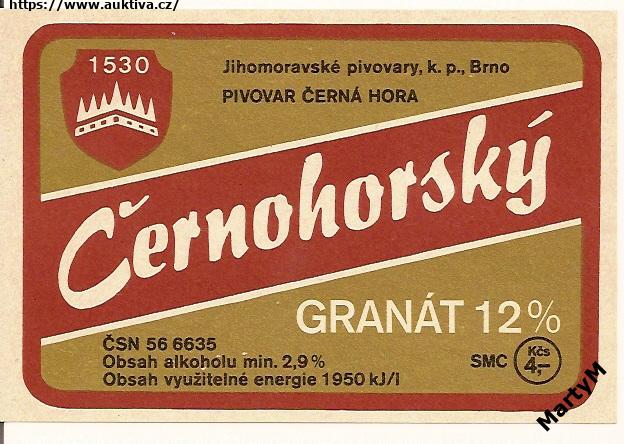 https://www.auktiva.cz/
1530
Jihomoravské pivovary, k. p., Brno
PIVOVAR ČERNÁ HORA
Černohorský
GRANÁT 12%
ČSN 56 6635
Obsah alkoholu min. 2,9%
Obsah využitelné energie 1950 kJ/l
SMC
Kčs
4,-
MartyM